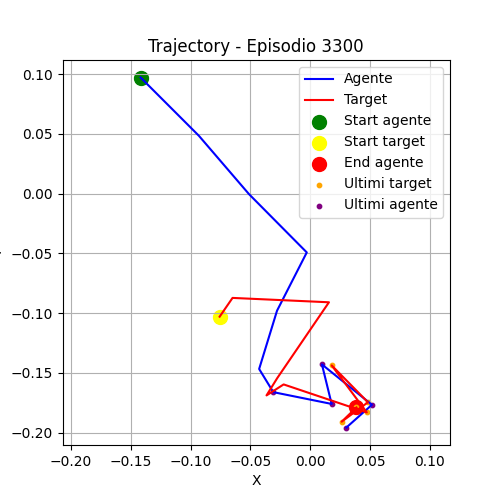 Trajectory - Episodio 3300
Agente
Target
Start agente
Start target
End agente
Ultimi target
Ultimi agente
0.10
0.05
0.00
−0.05
−0.10
−0.15
−0.20
−0.20
−0.15
−0.10
−0.05
0.00
0.05
0.10
X